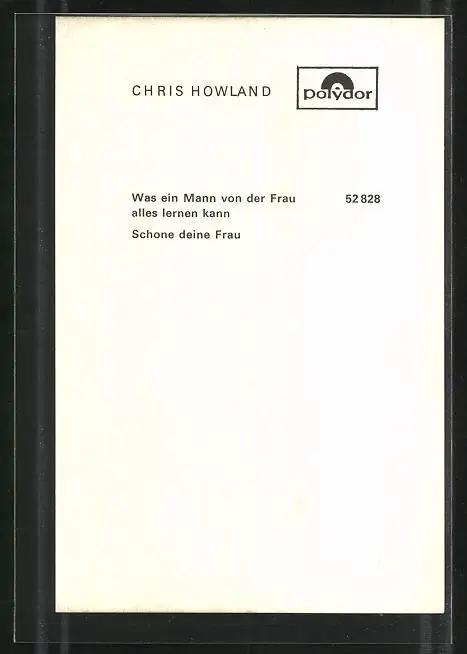 CHRIS HOWLAND
polydor
Was ein Mann von der Frau 52 828
alles lernen kann
Schone deine Frau